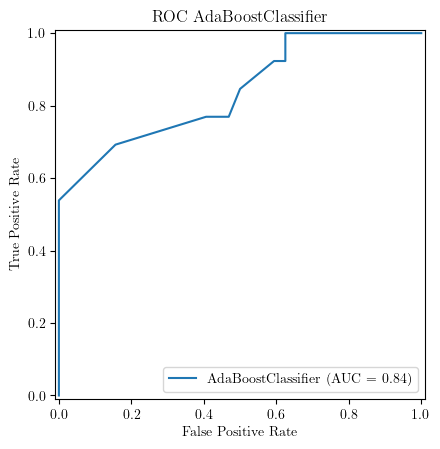 ROC AdaBoostClassifier
1.0
0.8
0.6
0.4
0.2
0.0
True Positive Rate
AdaBoostClassifier (AUC = 0.84)
0.0 0.2 0.4 0.6 0.8 1.0
False Positive Rate